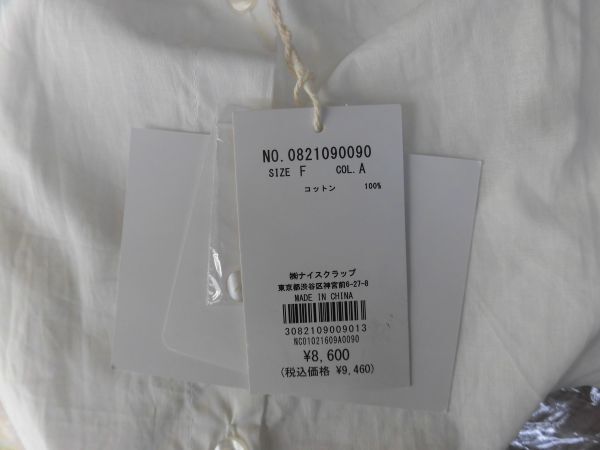 NO.0821090090
SIZE F COL.A
コットン 100%
㈱ナイスクラップ
東京都渋谷区神宮前6-27-8
MADE IN CHINA
3082109009013
NC01021609A0090
¥8,600
(税込価格 ¥9,460)